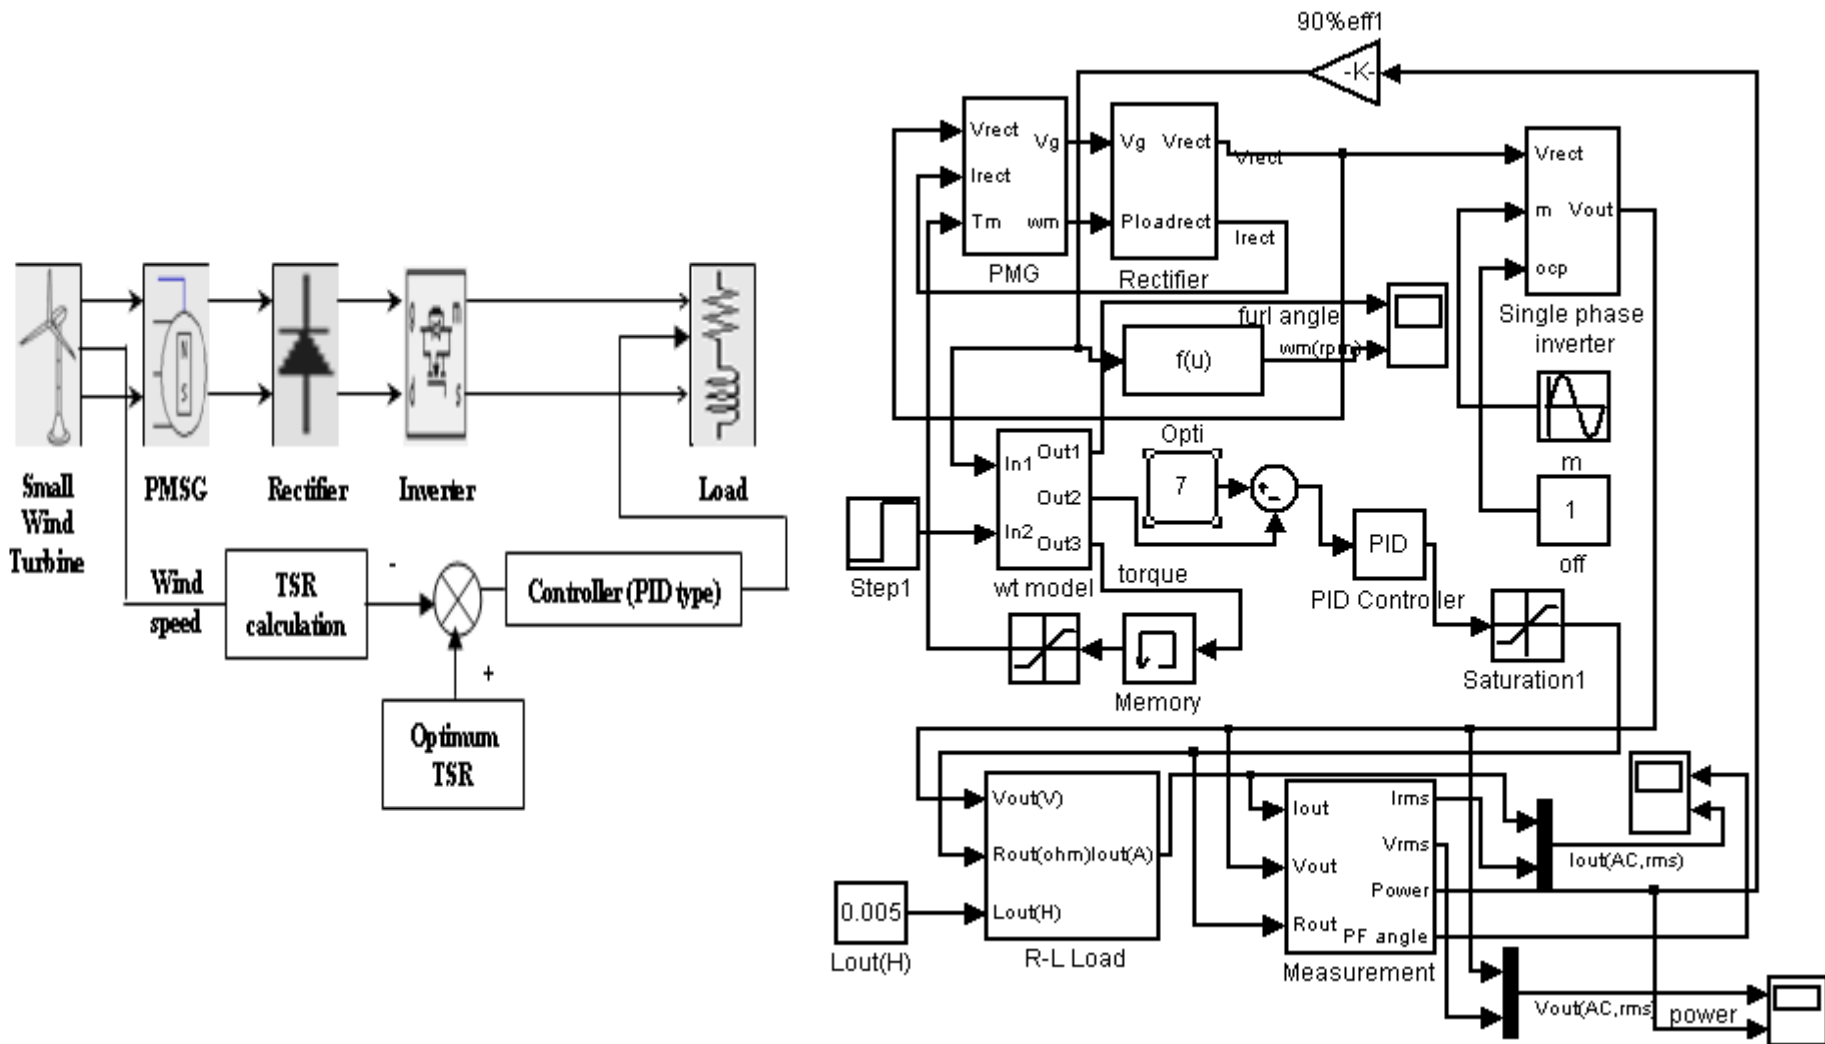 Small
Wind
Turbine
PMSG
Rectifier
Inverter
Load
g
m
d
s
N
S
Wind
speed
TSR
calculation
-
+
Controller (PID type)
Optimum
TSR
90%eff1
-K-
Vrect
Irect
Tm
Vg
wm
PMG
Vg
Vrect
Ploadrect
Rectifier
Vrect
Irect
Vrect
m
Vout
ocp
Single phase
inverter
furl angle
f(u)
wm(rpm)
m
1
off
In1
In2
Out1
Out2
Out3
wt model
Step1
Opti
7
PID
PID Controller
torque
Memory
Saturation1
Vout(V)
Rout(ohm)
Iout(A)
Lout(H)
R-L Load
0.005
Lout(H)
Iout
Vout
Rout
Irms
Vrms
Power
PF angle
Measurement
Iout(AC,rms)
Vout(AC,rms)
power